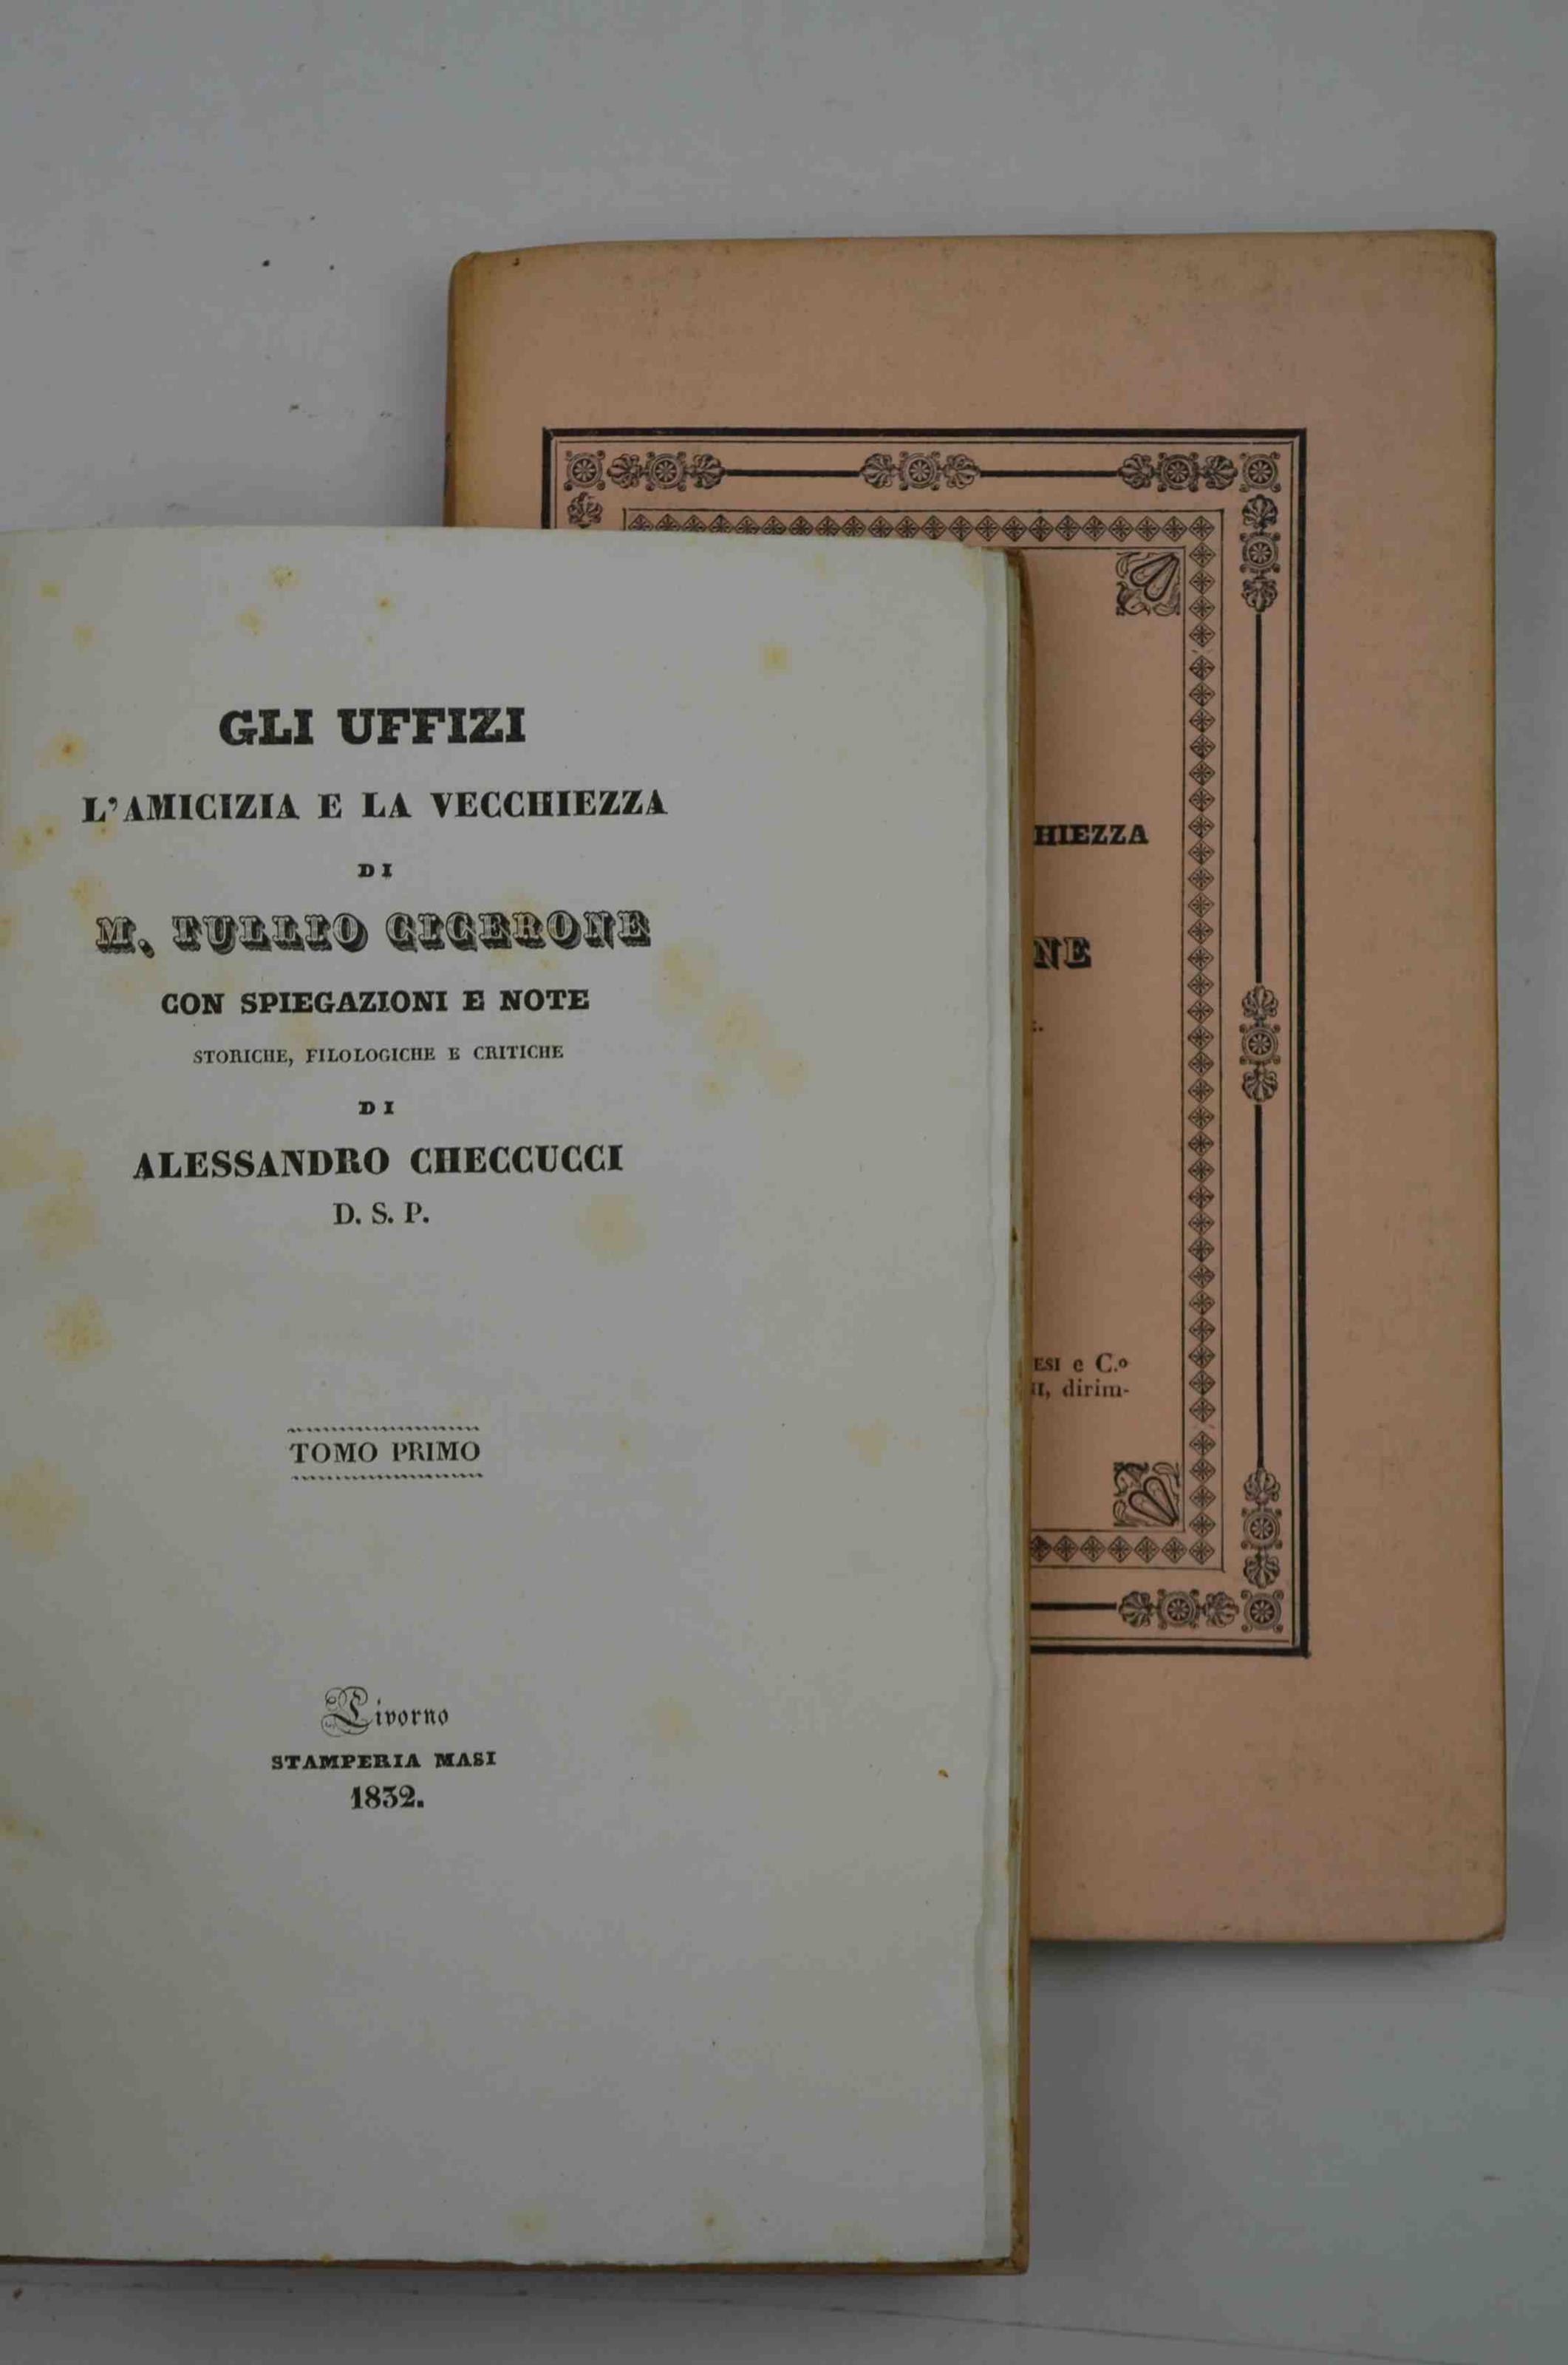 GLI UFFIZI
L'AMICIZIA E LA VECCHIEZZA
DI
M. TULLIO CICERONE
CON SPIEGAZIONI E NOTE
STORICHE, FILOLOGICHE E CRITICHE
DI
ALESSANDRO CHECCUCCI
D. S. P.
TOMO PRIMO
Livorno
STAMPERIA MASI
1832.
HIEZZA
NE
ESI e C.º
II, dirim-